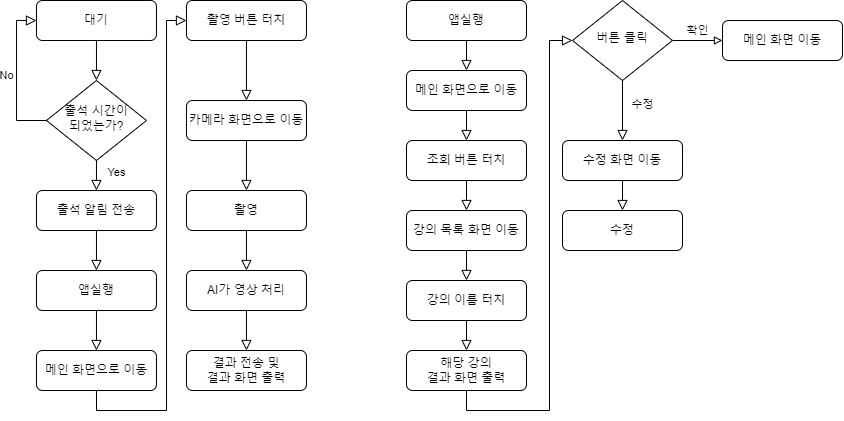 대기
No
출석 시간이
되었는가?
Yes
출석 알림 전송
앱실행
메인 화면으로 이동
촬영 버튼 터치
카메라 화면으로 이동
촬영
AI가 영상 처리
결과 전송 및
결과 화면 출력
앱실행
메인 화면으로 이동
조회 버튼 터치
강의 목록 화면 이동
강의 이름 터치
해당 강의
결과 화면 출력
버튼 클릭
확인
메인 화면 이동
수정
수정 화면 이동
수정